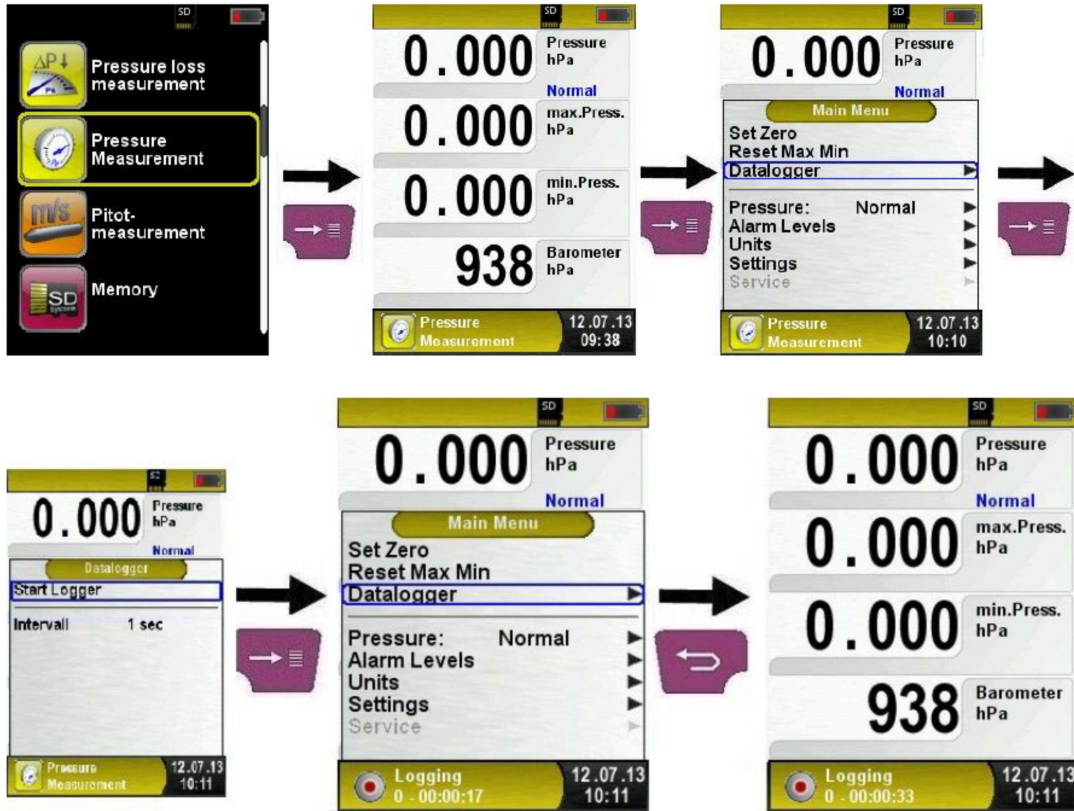 SD
Pressure loss
measurement
ΔP↓
Pa
Pressure
Measurement
m/s
Pitot-
measurement
SD
Memory
SD
0.000 Pressure
hPa
Normal
0.000 max.Press.
hPa
0.000 min.Press.
hPa
938 Barometer
hPa
Pressure 12.07.13
Measurement 09:38
SD
0.000 Pressure
hPa
Normal
Main Menu
Set Zero
Reset Max Min
Datalogger
Pressure: Normal
Alarm Levels
Units
Settings
Service
Pressure 12.07.13
Measurement 10:10
0.000 Pressure
hPa
Normal
Datalogger
Start Logger
Intervall 1 sec
Pressure 12.07.13
Measurement 10:11
SD
0.000 Pressure
hPa
Normal
Main Menu
Set Zero
Reset Max Min
Datalogger
Pressure: Normal
Alarm Levels
Units
Settings
Service
Logging 12.07.13
0 - 00:00:17 10:11
SD
0.000 Pressure
hPa
Normal
0.000 max.Press.
hPa
0.000 min.Press.
hPa
938 Barometer
hPa
Logging 12.07.13
0 - 00:00:33 10:11